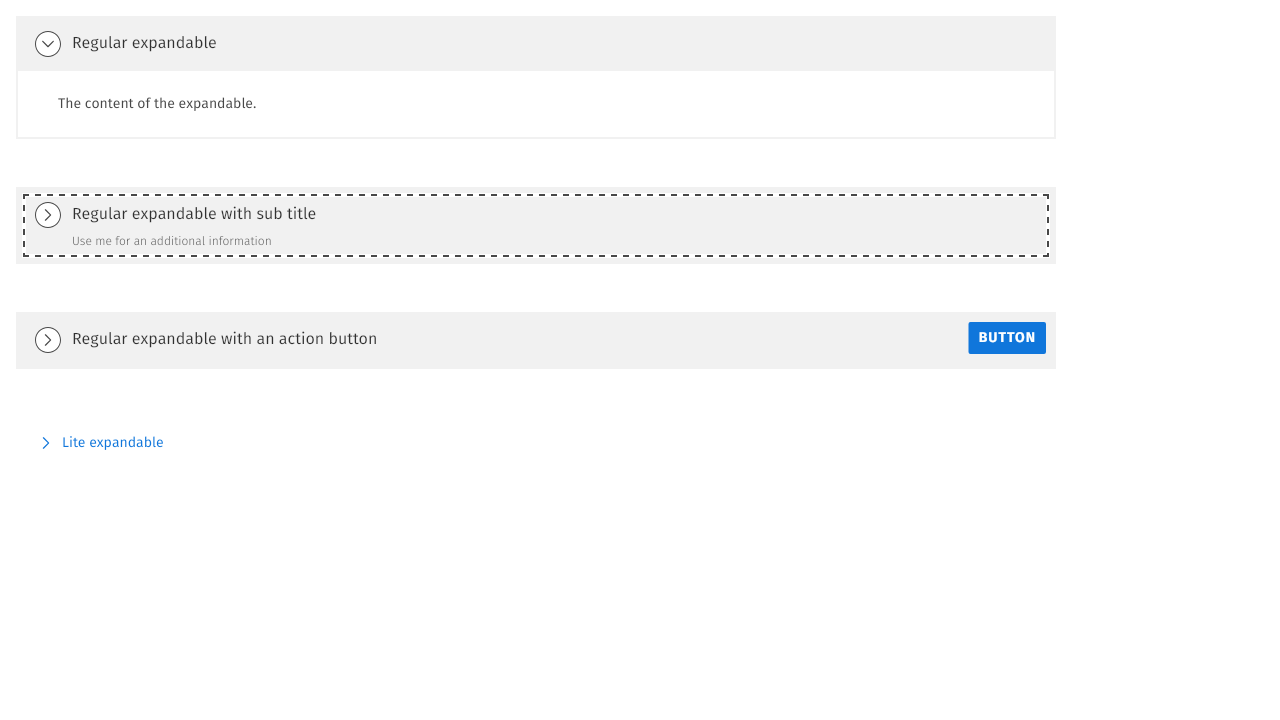 Regular expandable
The content of the expandable.
Regular expandable with sub title
Use me for an additional information
Regular expandable with an action button
BUTTON
Lite expandable